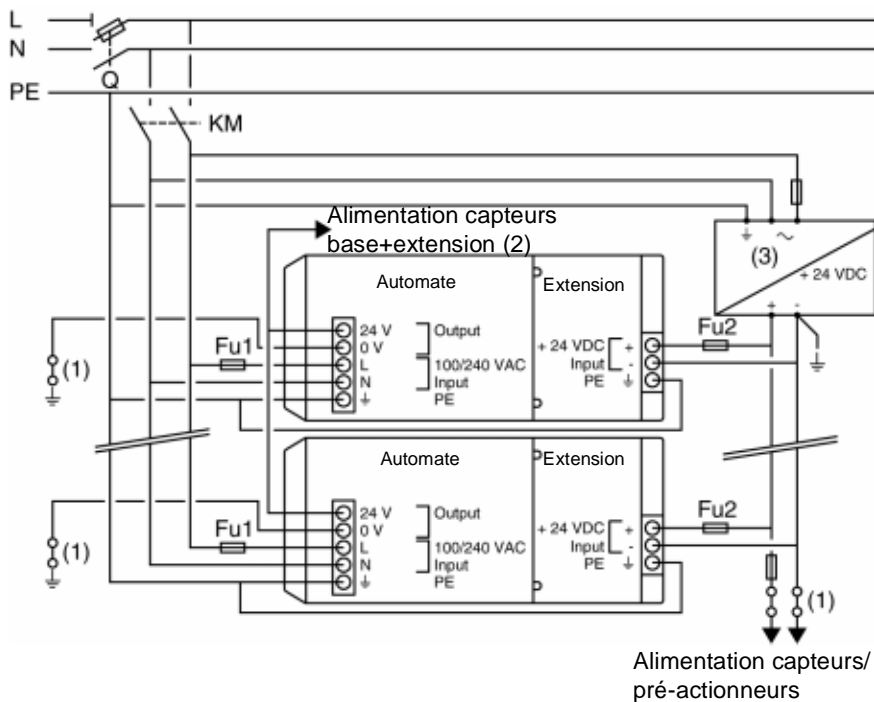 L
N
Q
PE
KM
Alimentation capteurs
base+extension (2)
(3)
+ 24 VDC
+ -
Automate Extension
24 V
0 V
L
N
PE
Output
100/240 VAC
Input
Fu1
(1)
+ 24 VDC +
Input -
PE
Fu2
Automate Extension
24 V
0 V
L
N
PE
Output
100/240 VAC
Input
Fu1
(1)
+ 24 VDC +
Input -
PE
Fu2
(1)
Alimentation capteurs/
pré-actionneurs